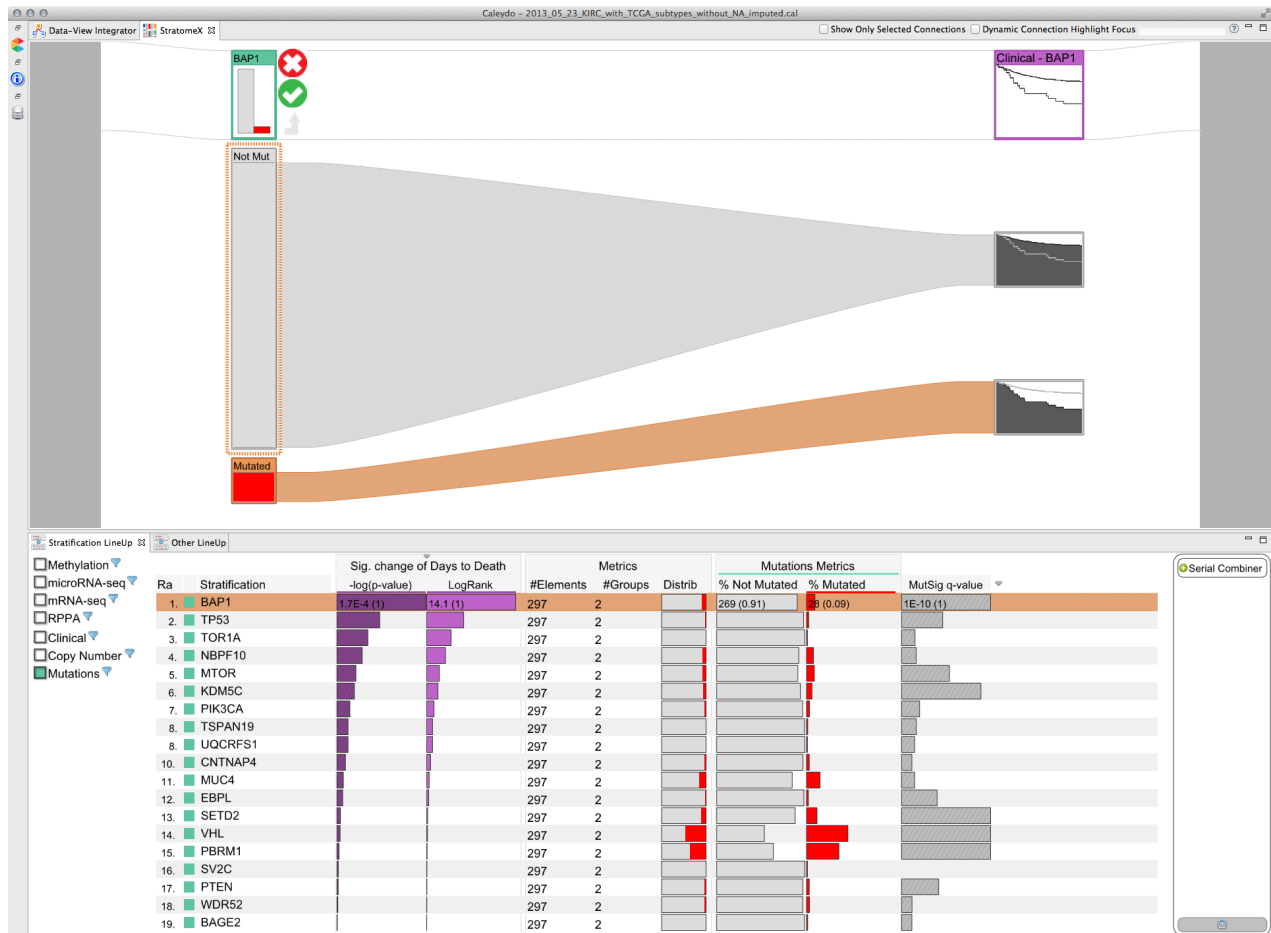 Caleydo - 2013_05_23_KIRC_with_TCGA_subtypes_without_NA_imputed.cal
Data-View Integrator StratomeX Show Only Selected Connections Dynamic Connection Highlight Focus
BAP1 Clinical - BAP1
Not Mut
Mutated
Stratification LineUp Other LineUp
Methylation
microRNA-seq
mRNA-seq
RPPA
Clinical
Copy Number
Mutations
Sig. change of Days to Death Metrics Mutations Metrics
Ra Stratification -log(p-value) LogRank #Elements #Groups Distrib % Not Mutated % Mutated MutSig q-value
1. BAP1 1.7E-4 (1) 14.1 (1) 297 2 269 (0.91) 28 (0.09) 1E-10 (1)
2. TP53 297 2
3. TOR1A 297 2
4. NBPF10 297 2
5. MTOR 297 2
6. KDM5C 297 2
7. PIK3CA 297 2
8. TSPAN19 297 2
8. UQCRFS1 297 2
10. CNTNAP4 297 2
11. MUC4 297 2
12. EBPL 297 2
13. SETD2 297 2
14. VHL 297 2
15. PBRM1 297 2
16. SV2C 297 2
17. PTEN 297 2
18. WDR52 297 2
19. BAGE2 297 2
Serial Combiner